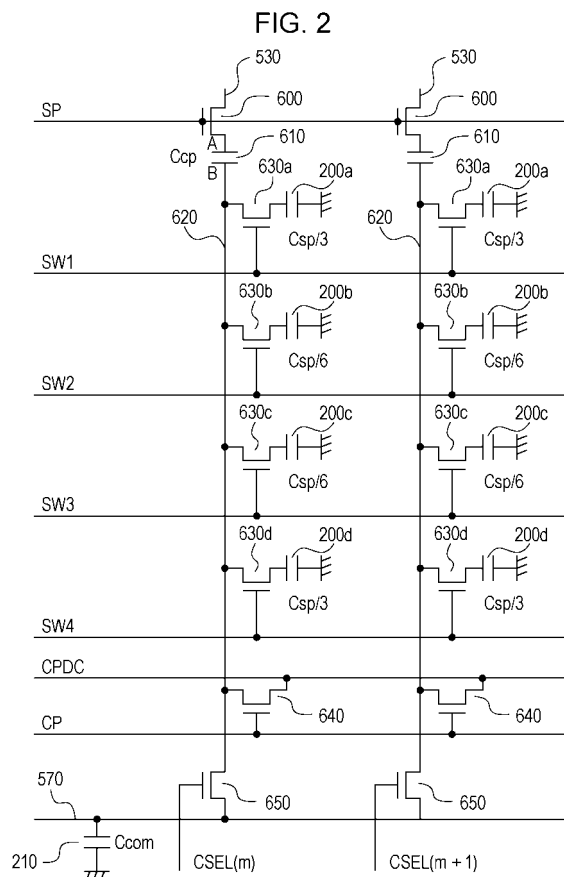 FIG. 2
530 530
SP 600 600
A 610 610
Ccp B 630a 200a 630a 200a
620 Csp/3 620 Csp/3
SW1
630b 200b 630b 200b
Csp/6 Csp/6
SW2
630c 200c 630c 200c
Csp/6 Csp/6
SW3
630d 200d 630d 200d
Csp/3 Csp/3
SW4
CPDC
640 640
CP
570 650 650
210 Ccom CSEL(m) CSEL(m + 1)